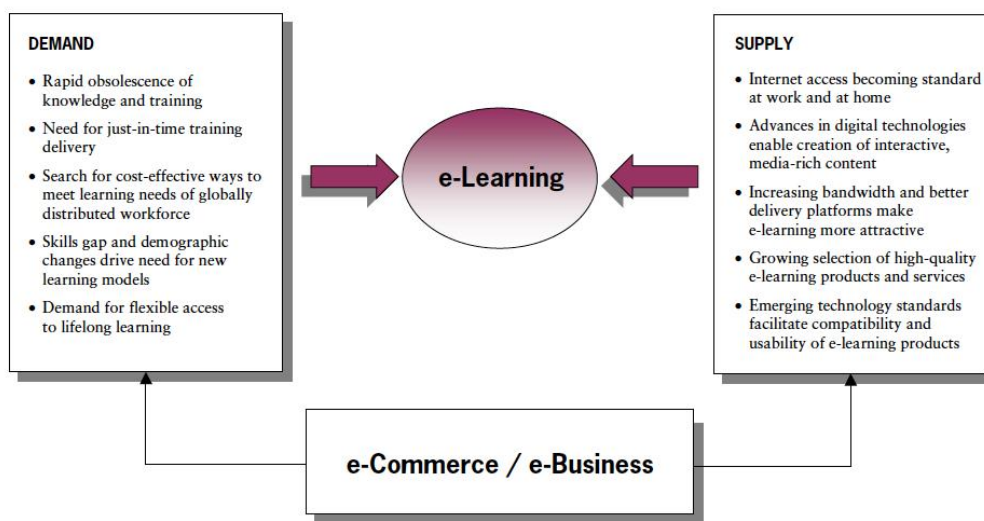 DEMAND
• Rapid obsolescence of
knowledge and training
• Need for just-in-time training
delivery
• Search for cost-effective ways to
meet learning needs of globally
distributed workforce
• Skills gap and demographic
changes drive need for new
learning models
• Demand for flexible access
to lifelong learning
e-Learning
SUPPLY
• Internet access becoming standard
at work and at home
• Advances in digital technologies
enable creation of interactive,
media-rich content
• Increasing bandwidth and better
delivery platforms make
e-learning more attractive
• Growing selection of high-quality
e-learning products and services
• Emerging technology standards
facilitate compatibility and
usability of e-learning products
e-Commerce / e-Business